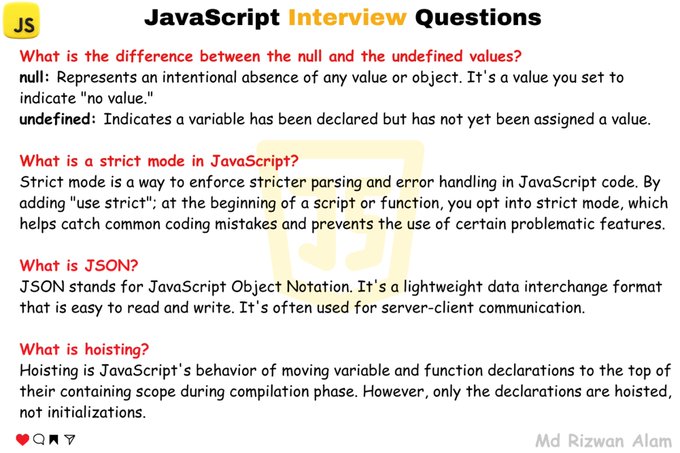 JS
JavaScript Interview Questions
What is the difference between the null and the undefined values?
null: Represents an intentional absence of any value or object. It's a value you set to
indicate "no value."
undefined: Indicates a variable has been declared but has not yet been assigned a value.
What is a strict mode in JavaScript?
Strict mode is a way to enforce stricter parsing and error handling in JavaScript code. By
adding "use strict"; at the beginning of a script or function, you opt into strict mode, which
helps catch common coding mistakes and prevents the use of certain problematic features.
What is JSON?
JSON stands for JavaScript Object Notation. It's a lightweight data interchange format
that is easy to read and write. It's often used for server-client communication.
What is hoisting?
Hoisting is JavaScript's behavior of moving variable and function declarations to the top of
their containing scope during compilation phase. However, only the declarations are hoisted,
not initializations.
Md Rizwan Alam
JS